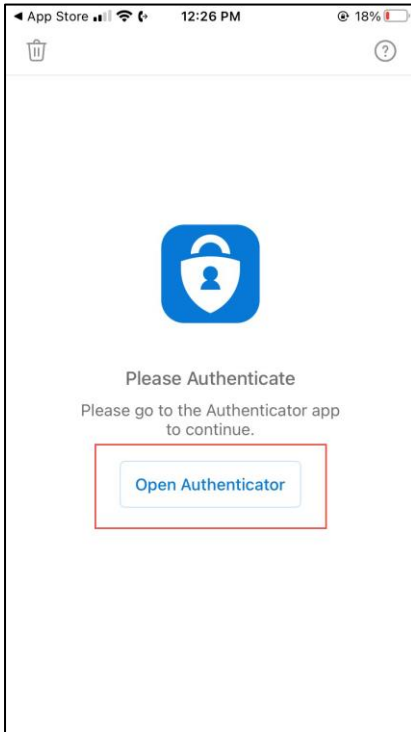 App Store 12:26 PM 18%
?
Please Authenticate
Please go to the Authenticator app
to continue.
Open Authenticator